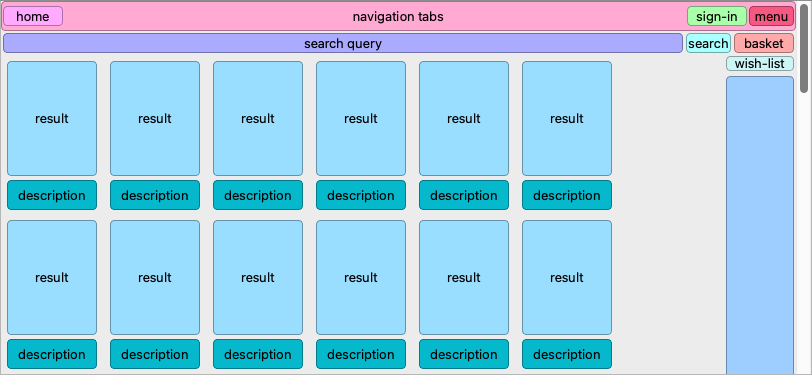 home navigation tabs sign-in menu
search query search basket
wish-list
result result result result result result
description description description description description description
result result result result result result
description description description description description description